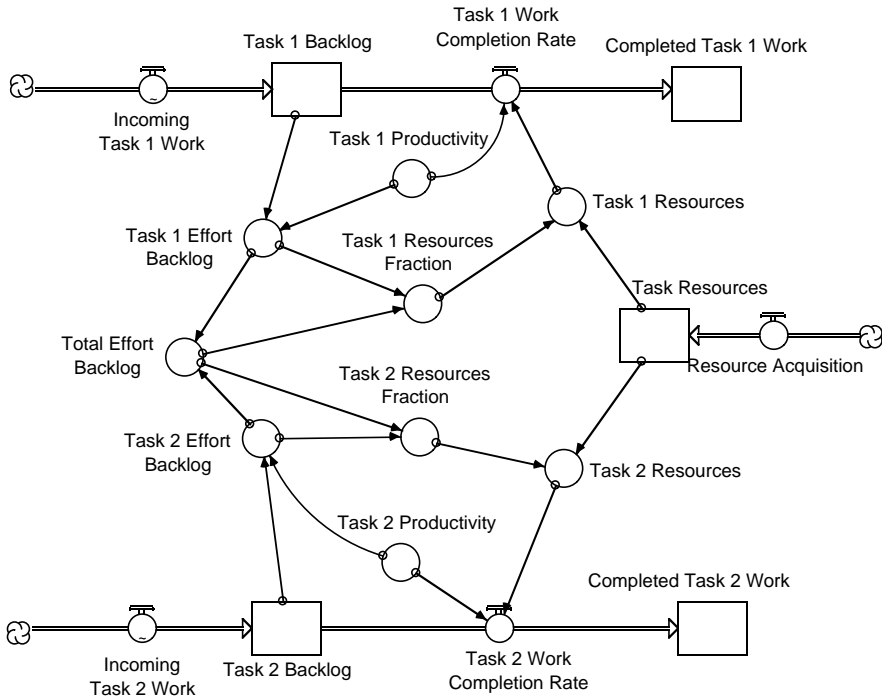 Task 1 Work
Completion Rate
Task 1 Backlog
Completed Task 1 Work
Incoming
Task 1 Work
Task 1 Productivity
Task 1 Resources
Task 1 Effort
Backlog
Task 1 Resources
Fraction
Task Resources
Total Effort
Backlog
Resource Acquisition
Task 2 Resources
Fraction
Task 2 Effort
Backlog
Task 2 Resources
Task 2 Productivity
Completed Task 2 Work
Incoming
Task 2 Work
Task 2 Backlog
Task 2 Work
Completion Rate